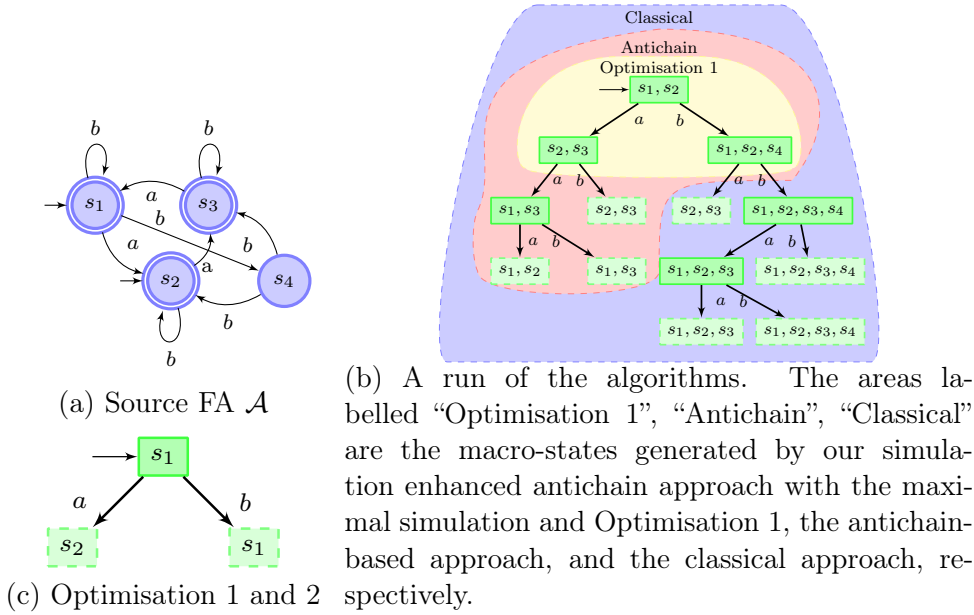 b
b
s₁
s₃
a
b
a
b
s₂
a
s₄
b
b
(a) Source FA 𝒜
s₁
a
b
s₂
s₁
(c) Optimisation 1 and 2
Classical
Antichain
Optimisation 1
s₁, s₂
a
b
s₂, s₃
s₁, s₂, s₄
a
b
a
b
s₁, s₃
s₂, s₃
s₂, s₃
s₁, s₂, s₃, s₄
a
b
a
b
s₁, s₂
s₁, s₃
s₁, s₂, s₃
s₁, s₂, s₃, s₄
a
b
s₁, s₂, s₃
s₁, s₂, s₃, s₄
(b) A run of the algorithms. The areas la-
belled “Optimisation 1”, “Antichain”, “Classical”
are the macro-states generated by our simula-
tion enhanced antichain approach with the maxi-
mal simulation and Optimisation 1, the antichain-
based approach, and the classical approach, re-
spectively.